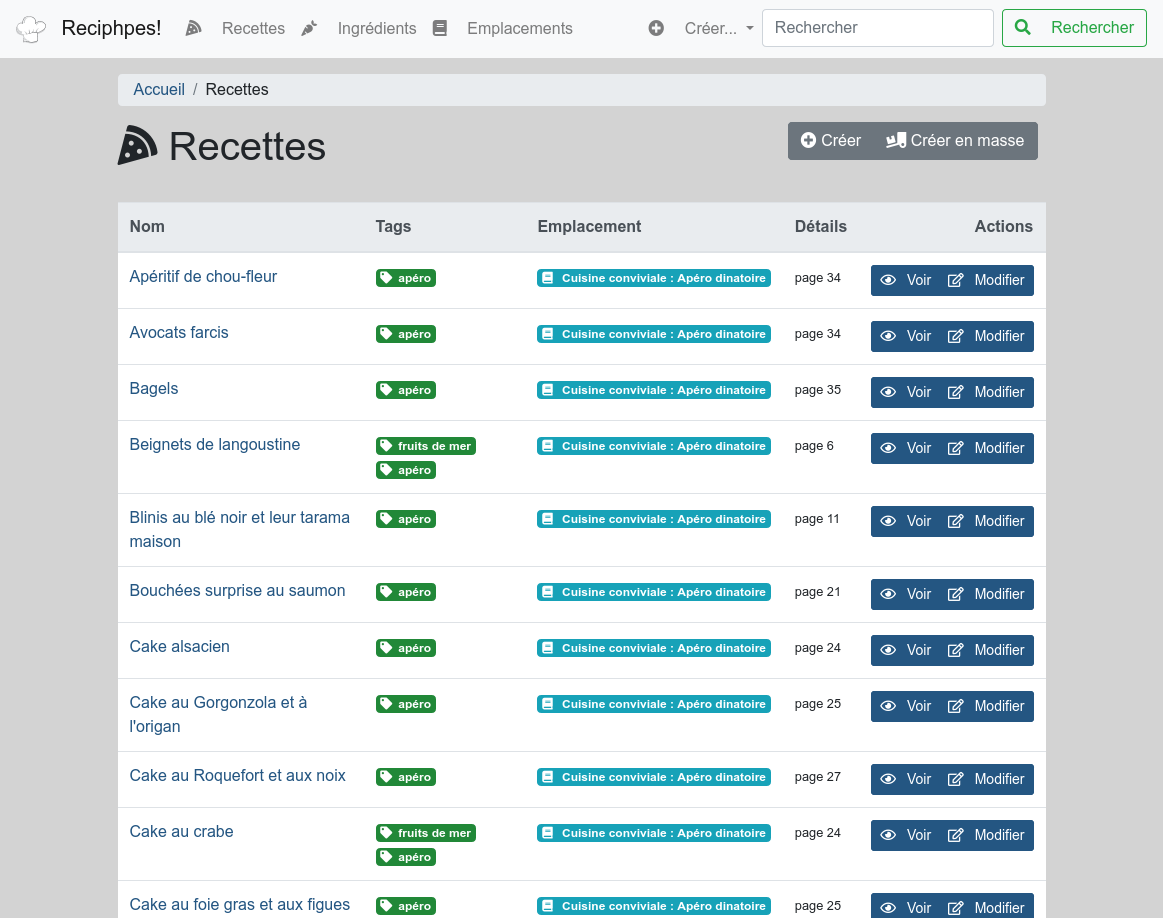 Reciphpes! Recettes Ingrédients Emplacements Créer... Rechercher Rechercher
Accueil / Recettes
Recettes Créer Créer en masse
Nom Tags Emplacement Détails Actions
Apéritif de chou-fleur apéro Cuisine conviviale : Apéro dinatoire page 34 Voir Modifier
Avocats farcis apéro Cuisine conviviale : Apéro dinatoire page 34 Voir Modifier
Bagels apéro Cuisine conviviale : Apéro dinatoire page 35 Voir Modifier
Beignets de langoustine fruits de mer Cuisine conviviale : Apéro dinatoire page 6 Voir Modifier
apéro
Blinis au blé noir et leur tarama apéro Cuisine conviviale : Apéro dinatoire page 11 Voir Modifier
maison
Bouchées surprise au saumon apéro Cuisine conviviale : Apéro dinatoire page 21 Voir Modifier
Cake alsacien apéro Cuisine conviviale : Apéro dinatoire page 24 Voir Modifier
Cake au Gorgonzola et à apéro Cuisine conviviale : Apéro dinatoire page 25 Voir Modifier
l'origan
Cake au Roquefort et aux noix apéro Cuisine conviviale : Apéro dinatoire page 27 Voir Modifier
Cake au crabe fruits de mer Cuisine conviviale : Apéro dinatoire page 24 Voir Modifier
apéro
Cake au foie gras et aux figues apéro Cuisine conviviale : Apéro dinatoire page 25 Voir Modifier